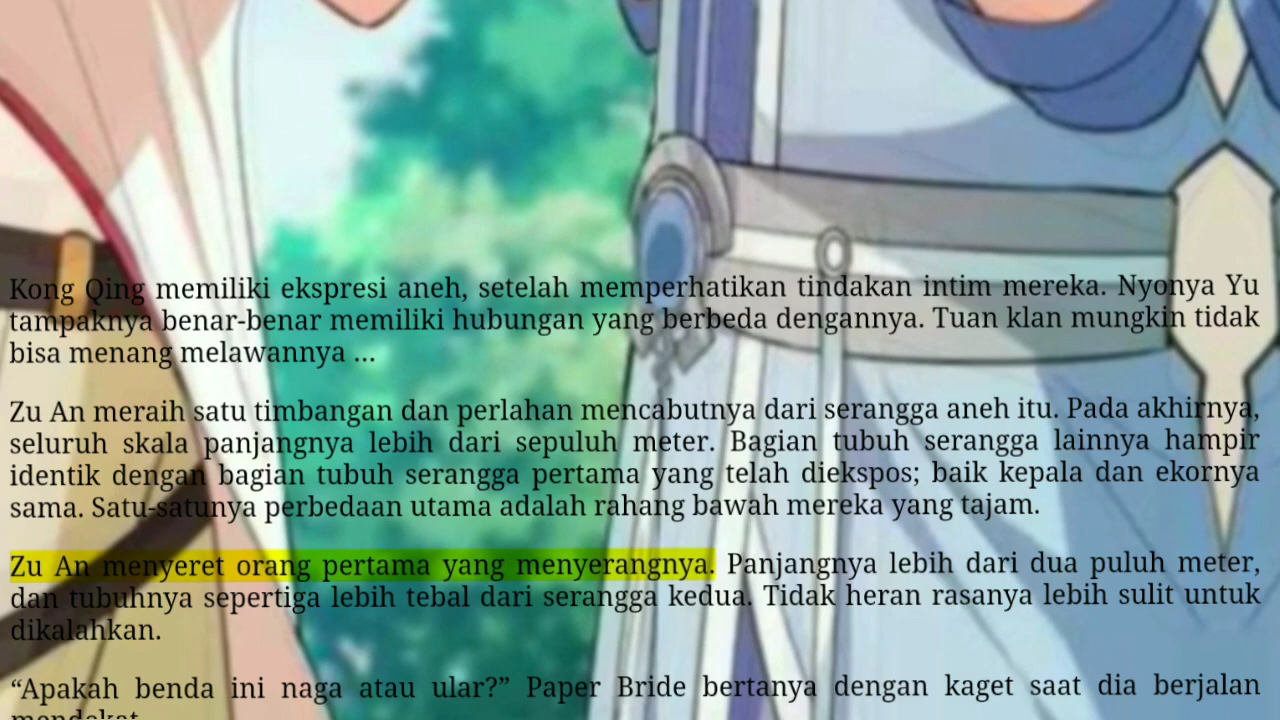 Kong Qing memiliki ekspresi aneh, setelah memperhatikan tindakan intim mereka. Nyonya Yu
tampaknya benar-benar memiliki hubungan yang berbeda dengannya. Tuan klan mungkin tidak
bisa menang melawannya ...
Zu An meraih satu timbangan dan perlahan mencabutnya dari serangga aneh itu. Pada akhirnya,
seluruh skala panjangnya lebih dari sepuluh meter. Bagian tubuh serangga lainnya hampir
identik dengan bagian tubuh serangga pertama yang telah diekspos; baik kepala dan ekornya
sama. Satu-satunya perbedaan utama adalah rahang bawah mereka yang tajam.
Zu An menyeret orang pertama yang menyerangnya. Panjangnya lebih dari dua puluh meter,
dan tubuhnya sepertiga lebih tebal dari serangga kedua. Tidak heran rasanya lebih sulit untuk
dikalahkan.
“Apakah benda ini naga atau ular?” Paper Bride bertanya dengan kaget saat dia berjalan